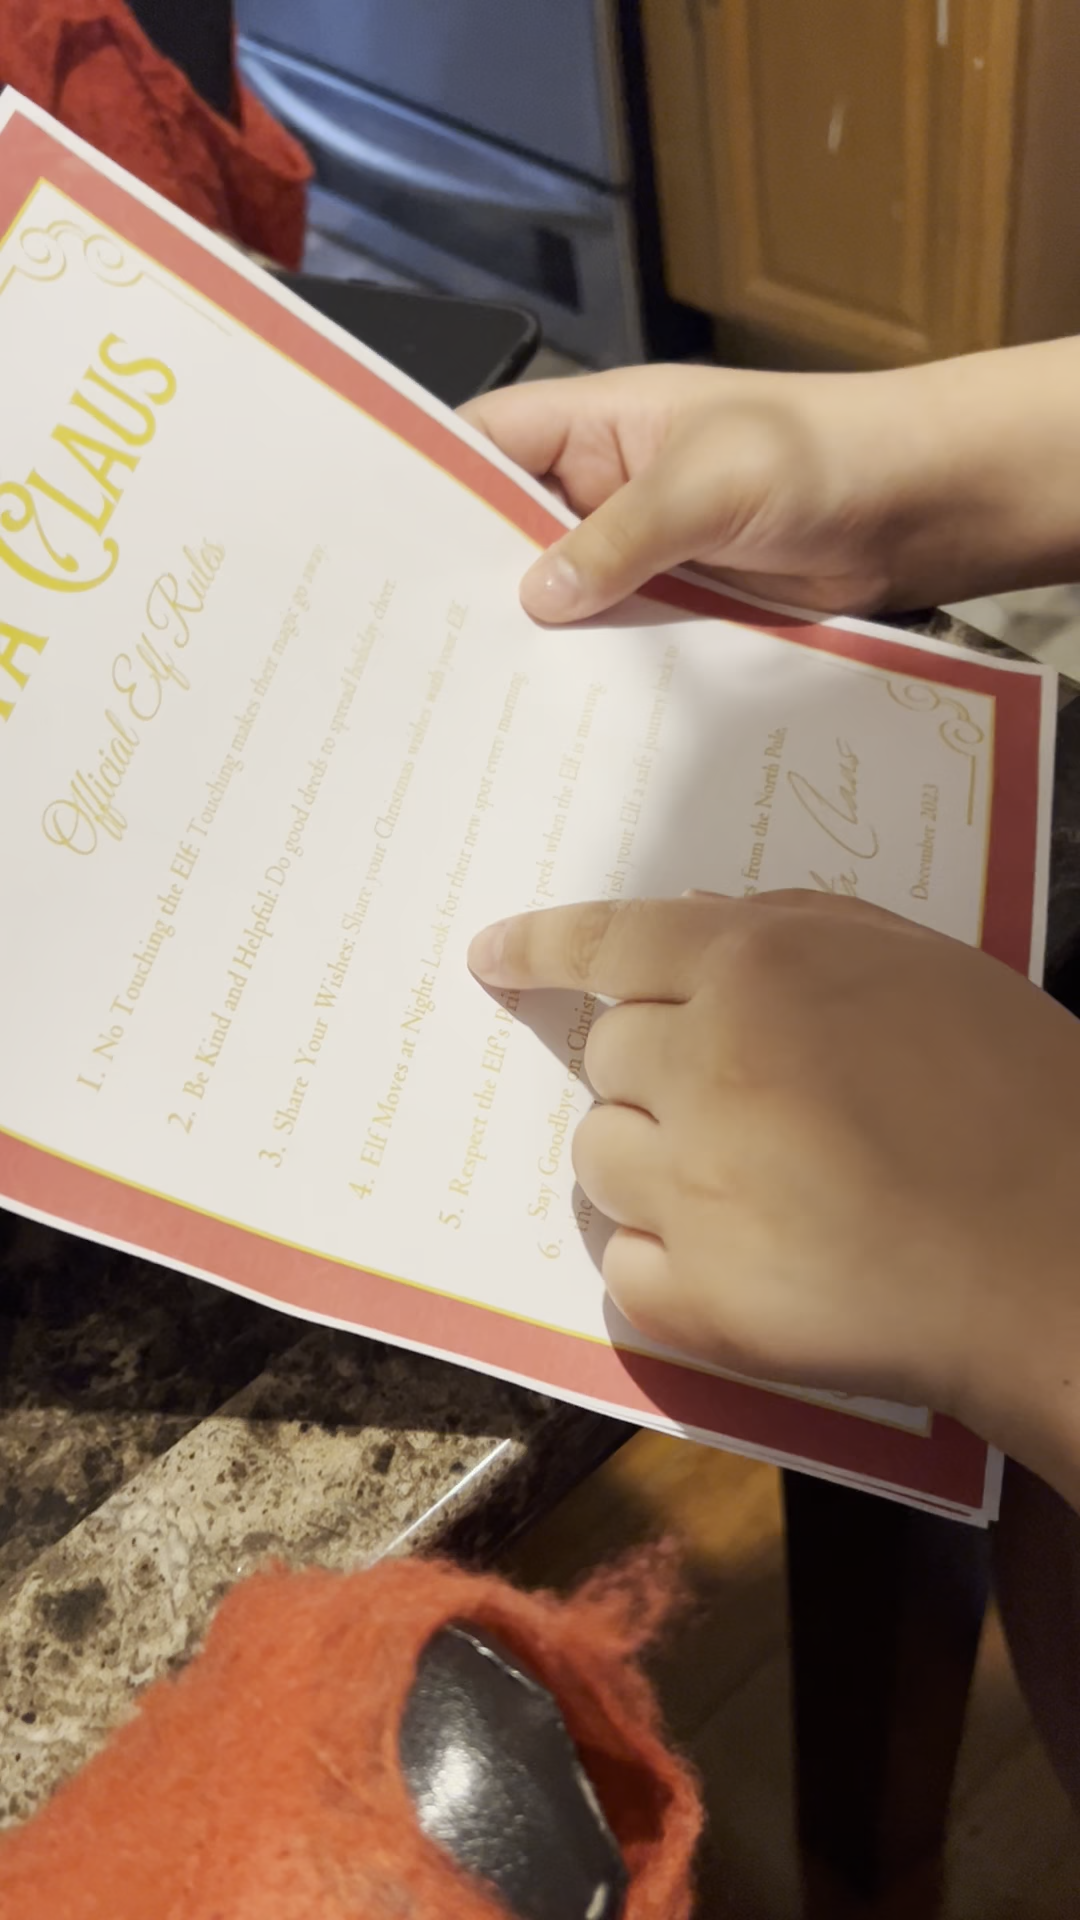 CLAUS
Official Elf Rules
1. No Touching the Elf: Touching makes their magic go away.
2. Be Kind and Helpful: Do good deeds to spread holiday cheer.
3. Share Your Wishes: Share your Christmas wishes with your Elf.
4. Elf Moves at Night: Look for their new spot every morning
5. Respect the Elf's peek when the Elf is moving.
6. Say Goodbye on your Elf a safe journey back to
from the North Pole,
Claus
December 2023